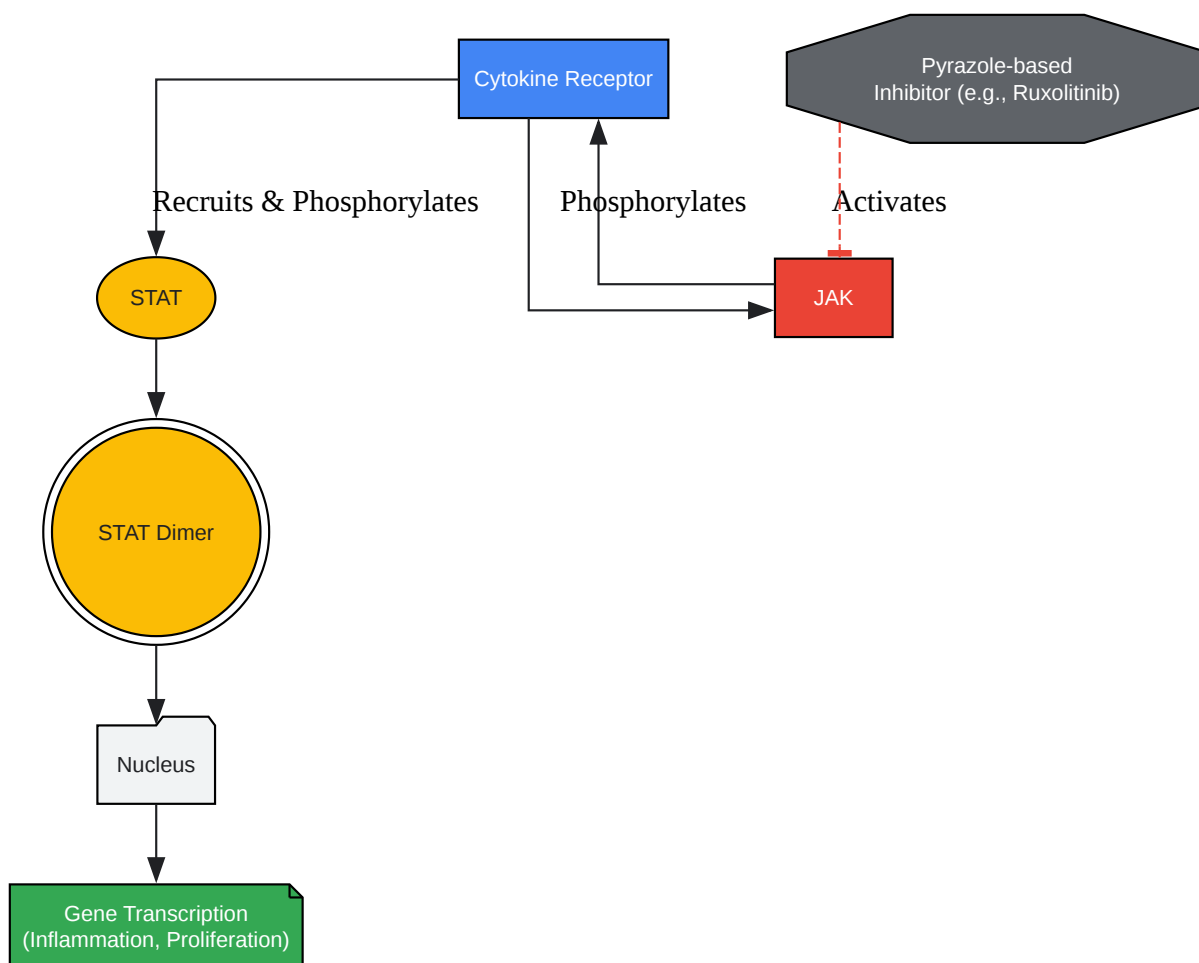 Cytokine Receptor
Pyrazole-based
Inhibitor (e.g., Ruxolitinib)
Recruits & Phosphorylates
Phosphorylates
Activates
STAT
JAK
STAT Dimer
Nucleus
Gene Transcription
(Inflammation, Proliferation)